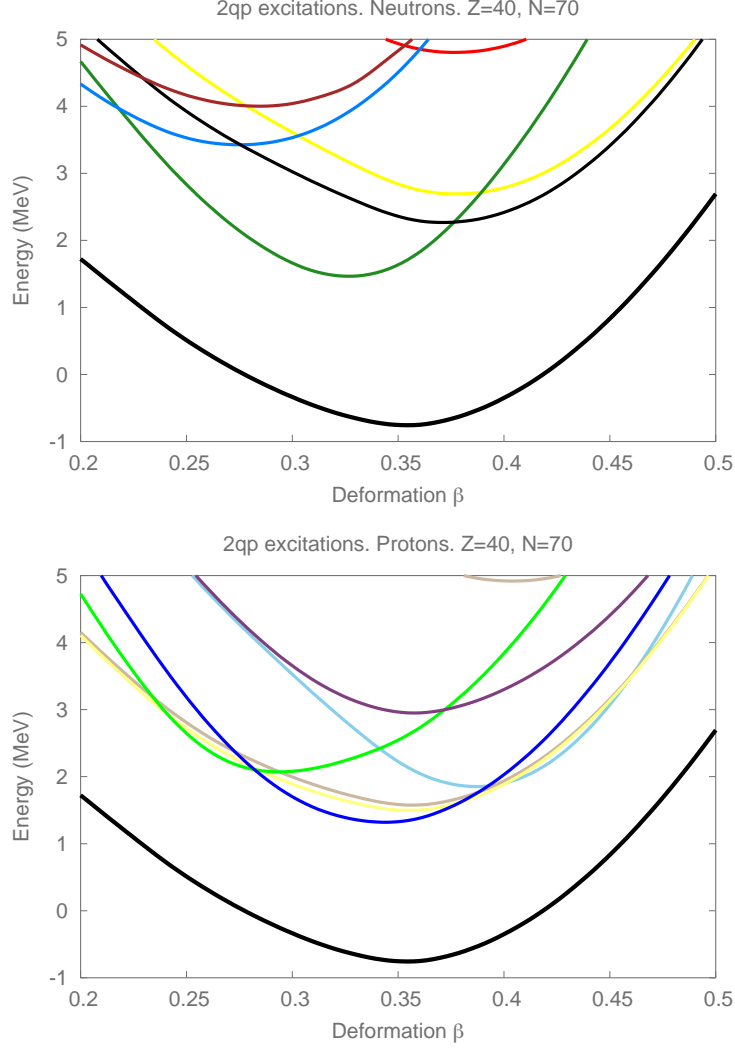 2qp excitations. Neutrons. Z=40, N=70
5
4
3
2
1
0
-1
Energy (MeV)
0.2 0.25 0.3 0.35 0.4 0.45 0.5
Deformation β
2qp excitations. Protons. Z=40, N=70
5
4
3
2
1
0
-1
Energy (MeV)
0.2 0.25 0.3 0.35 0.4 0.45 0.5
Deformation β